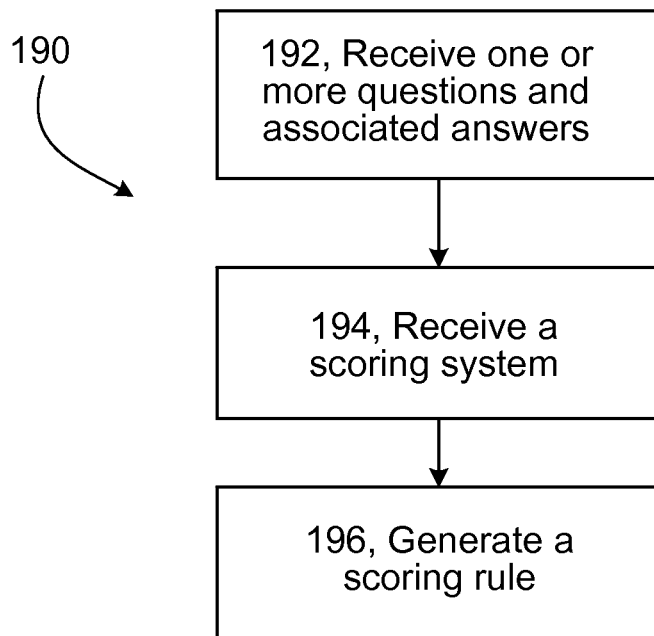 190
192, Receive one or
more questions and
associated answers
194, Receive a
scoring system
196, Generate a
scoring rule